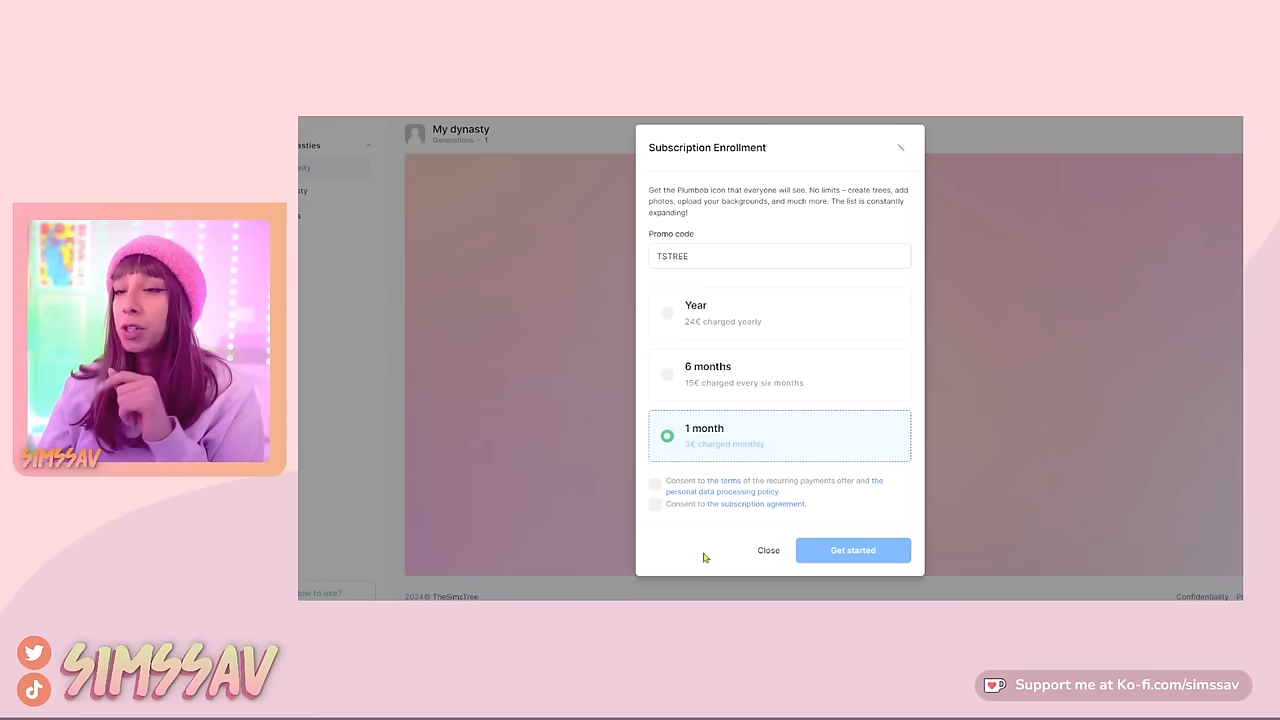 My dynasty
Generations – 1
asties
sty
sty
s
Subscription Enrollment
Get the Plumbob icon that everyone will see. No limits – create trees, add
photos, upload your backgrounds, and much more. The list is constantly
expanding!
Promo code
TSTREE
Year
24€ charged yearly
6 months
15€ charged every six months
1 month
3€ charged monthly
Consent to the terms of the recurring payments offer and the
personal data processing policy.
Consent to the subscription agreement.
Close
Get started
ow to use?
2024© TheSimsTree
Confidentiality
SIMSSAV
SIMSSAV
Support me at Ko-fi.com/simssav